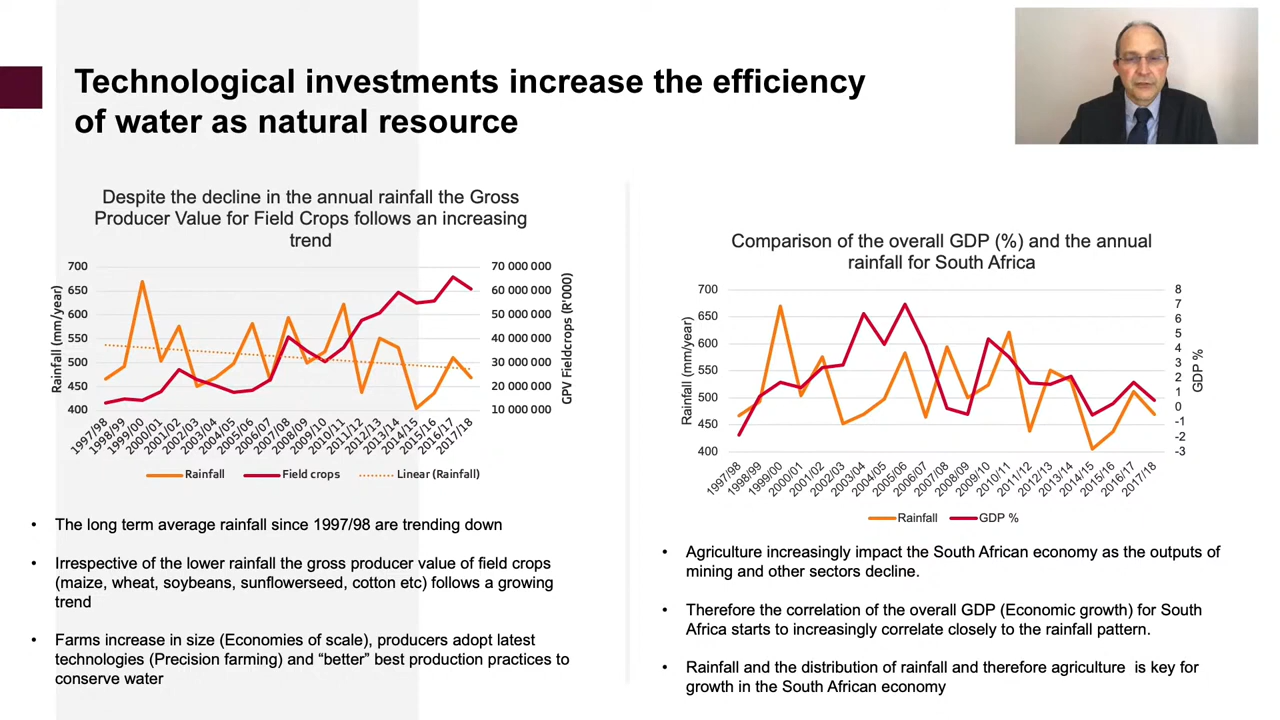 Technological investments increase the efficiency
of water as natural resource
Despite the decline in the annual rainfall the Gross
Producer Value for Field Crops follows an increasing
trend
700
650
600
550
500
450
400
Rainfall (mm/year)
70 000 000
60 000 000
50 000 000
40 000 000
30 000 000
20 000 000
10 000 000
GPV Fieldcrops (R'000)
1997/98
1998/99
1999/00
2000/01
2001/02
2002/03
2003/04
2004/05
2005/06
2006/07
2007/08
2008/09
2009/10
2010/11
2011/12
2012/13
2013/14
2014/15
2015/16
2016/17
2017/18
Rainfall
Field crops
Linear (Rainfall)
• The long term average rainfall since 1997/98 are trending down
• Irrespective of the lower rainfall the gross producer value of field crops
(maize, wheat, soybeans, sunflowerseed, cotton etc) follows a growing
trend
• Farms increase in size (Economies of scale), producers adopt latest
technologies (Precision farming) and “better” best production practices to
conserve water
Comparison of the overall GDP (%) and the annual
rainfall for South Africa
700
650
600
550
500
450
400
Rainfall (mm/year)
8
7
6
5
4
3
2
1
0
-1
-2
-3
GDP %
1997/98
1998/99
1999/00
2000/01
2001/02
2002/03
2003/04
2004/05
2005/06
2006/07
2007/08
2008/09
2009/10
2010/11
2011/12
2012/13
2013/14
2014/15
2015/16
2016/17
2017/18
Rainfall
GDP %
• Agriculture increasingly impact the South African economy as the outputs of
mining and other sectors decline.
• Therefore the correlation of the overall GDP (Economic growth) for South
Africa starts to increasingly correlate closely to the rainfall pattern.
• Rainfall and the distribution of rainfall and therefore agriculture is key for
growth in the South African economy